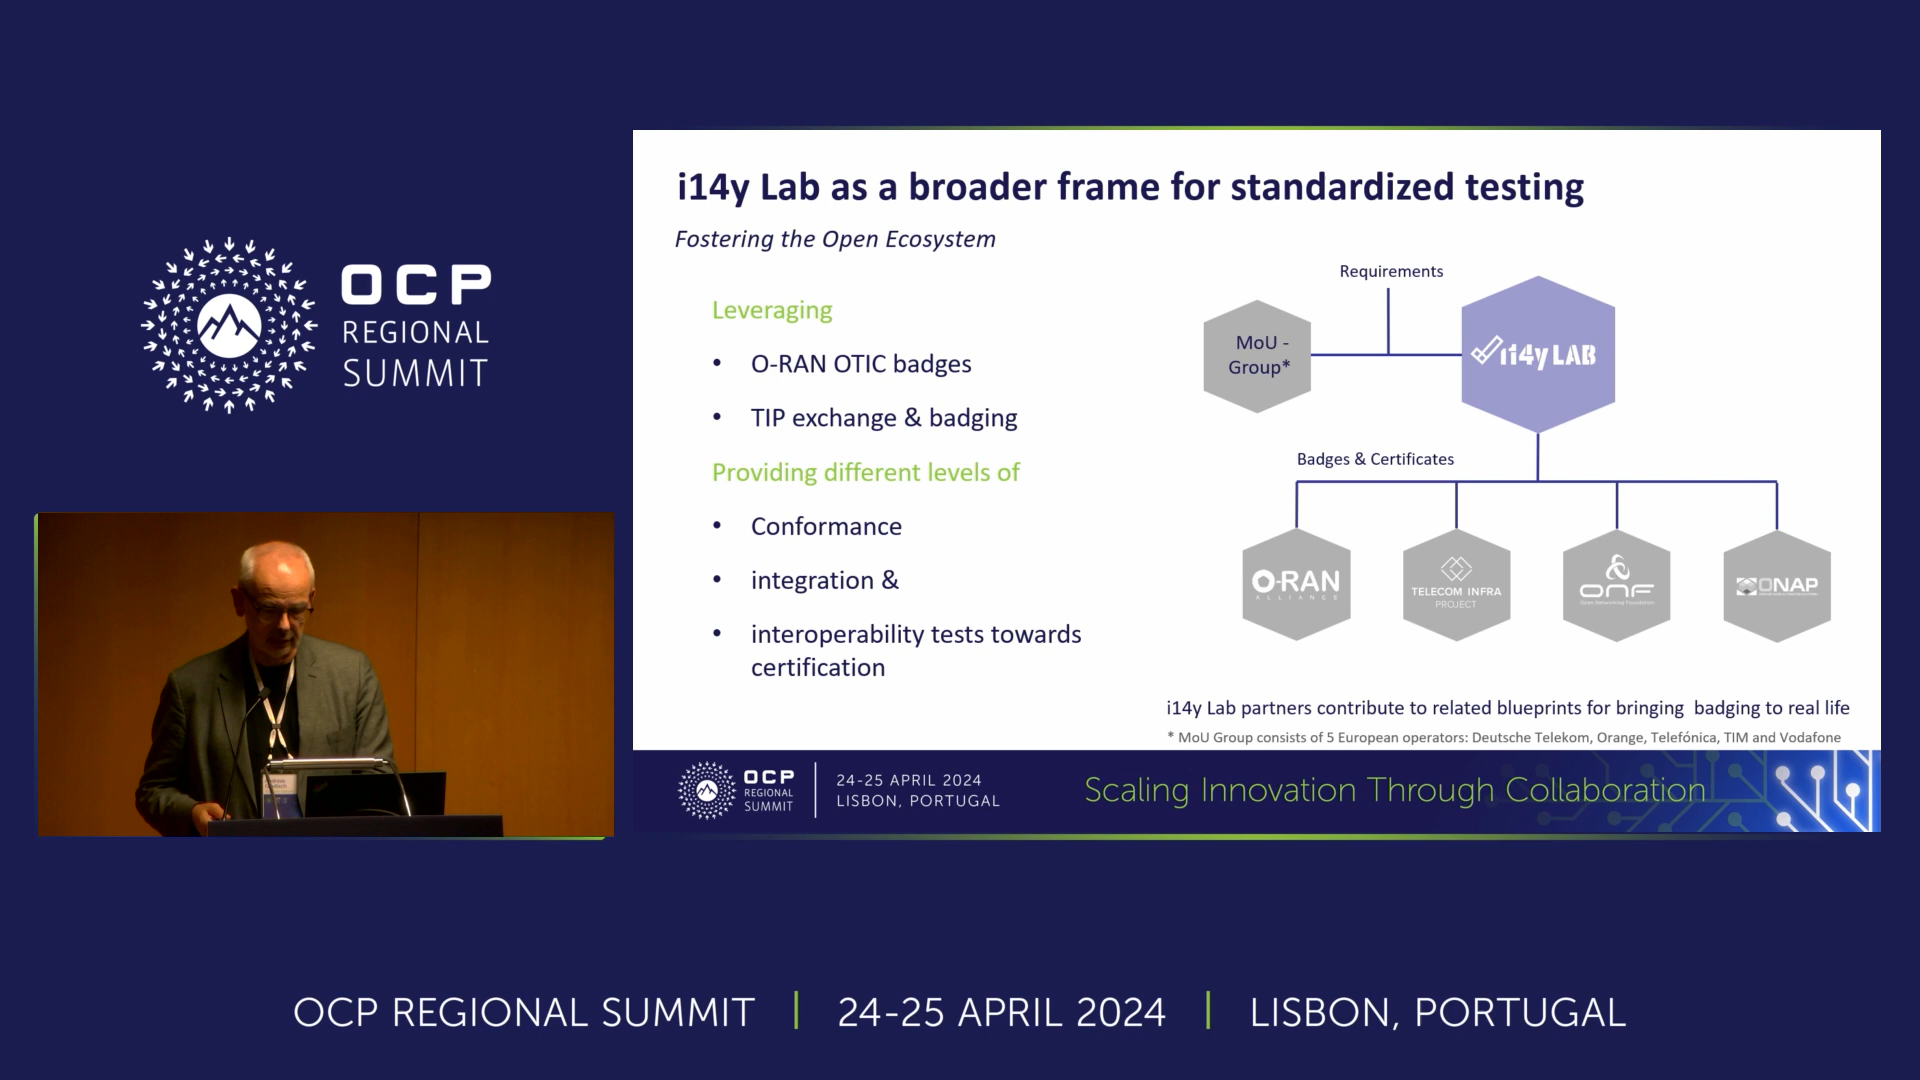 OCP
REGIONAL
SUMMIT
i14y Lab as a broader frame for standardized testing
Fostering the Open Ecosystem
Leveraging
• O-RAN OTIC badges
• TIP exchange & badging
Providing different levels of
• Conformance
• integration &
• interoperability tests towards
certification
Requirements
MoU -
Group*
i14y LAB
Badges & Certificates
O-RAN
ALLIANCE
TELECOM INFRA
PROJECT
ONF
Open Networking Foundation
ONAP
i14y Lab partners contribute to related blueprints for bringing badging to real life
* MoU Group consists of 5 European operators: Deutsche Telekom, Orange, Telefónica, TIM and Vodafone
OCP
REGIONAL
SUMMIT
24-25 APRIL 2024
LISBON, PORTUGAL
Scaling Innovation Through Collaboration
OCP REGIONAL SUMMIT | 24-25 APRIL 2024 | LISBON, PORTUGAL